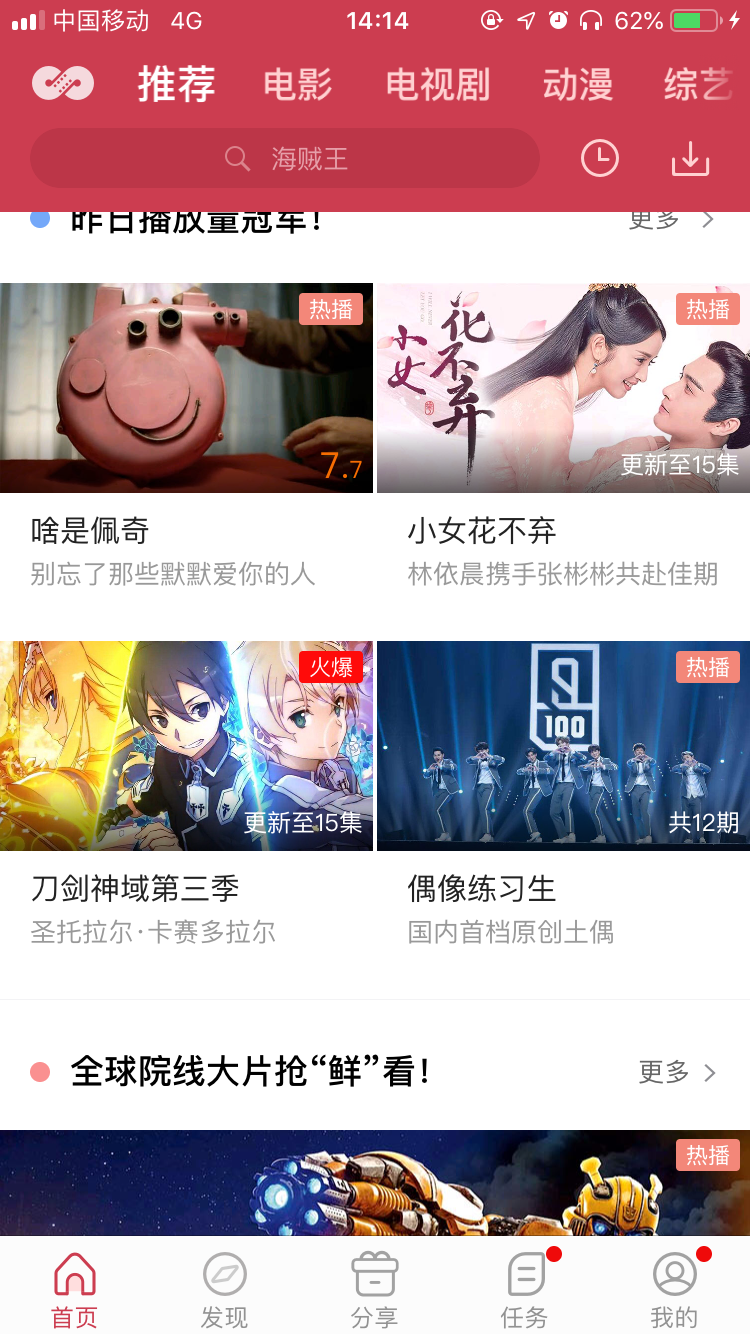 中国移动 4G 14:14 62%
推荐 电影 电视剧 动漫 综艺
海贼王
昨日播放量冠军! 更多
热播
7.7
热播
小女
花不弃
更新至15集
啥是佩奇
别忘了那些默默爱你的人
小女花不弃
林依晨携手张彬彬共赴佳期
火爆
更新至15集
热播
100
共12期
刀剑神域第三季
圣托拉尔·卡赛多拉尔
偶像练习生
国内首档原创土偶
全球院线大片抢“鲜”看! 更多
热播
首页 发现 分享 任务 我的